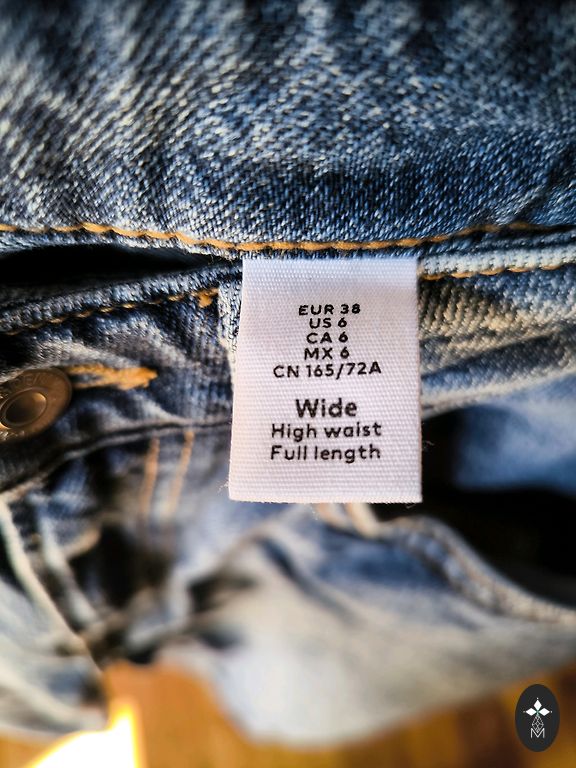 EUR 38
US 6
CA 6
MX 6
CN 165/72A
Wide
High waist
Full length